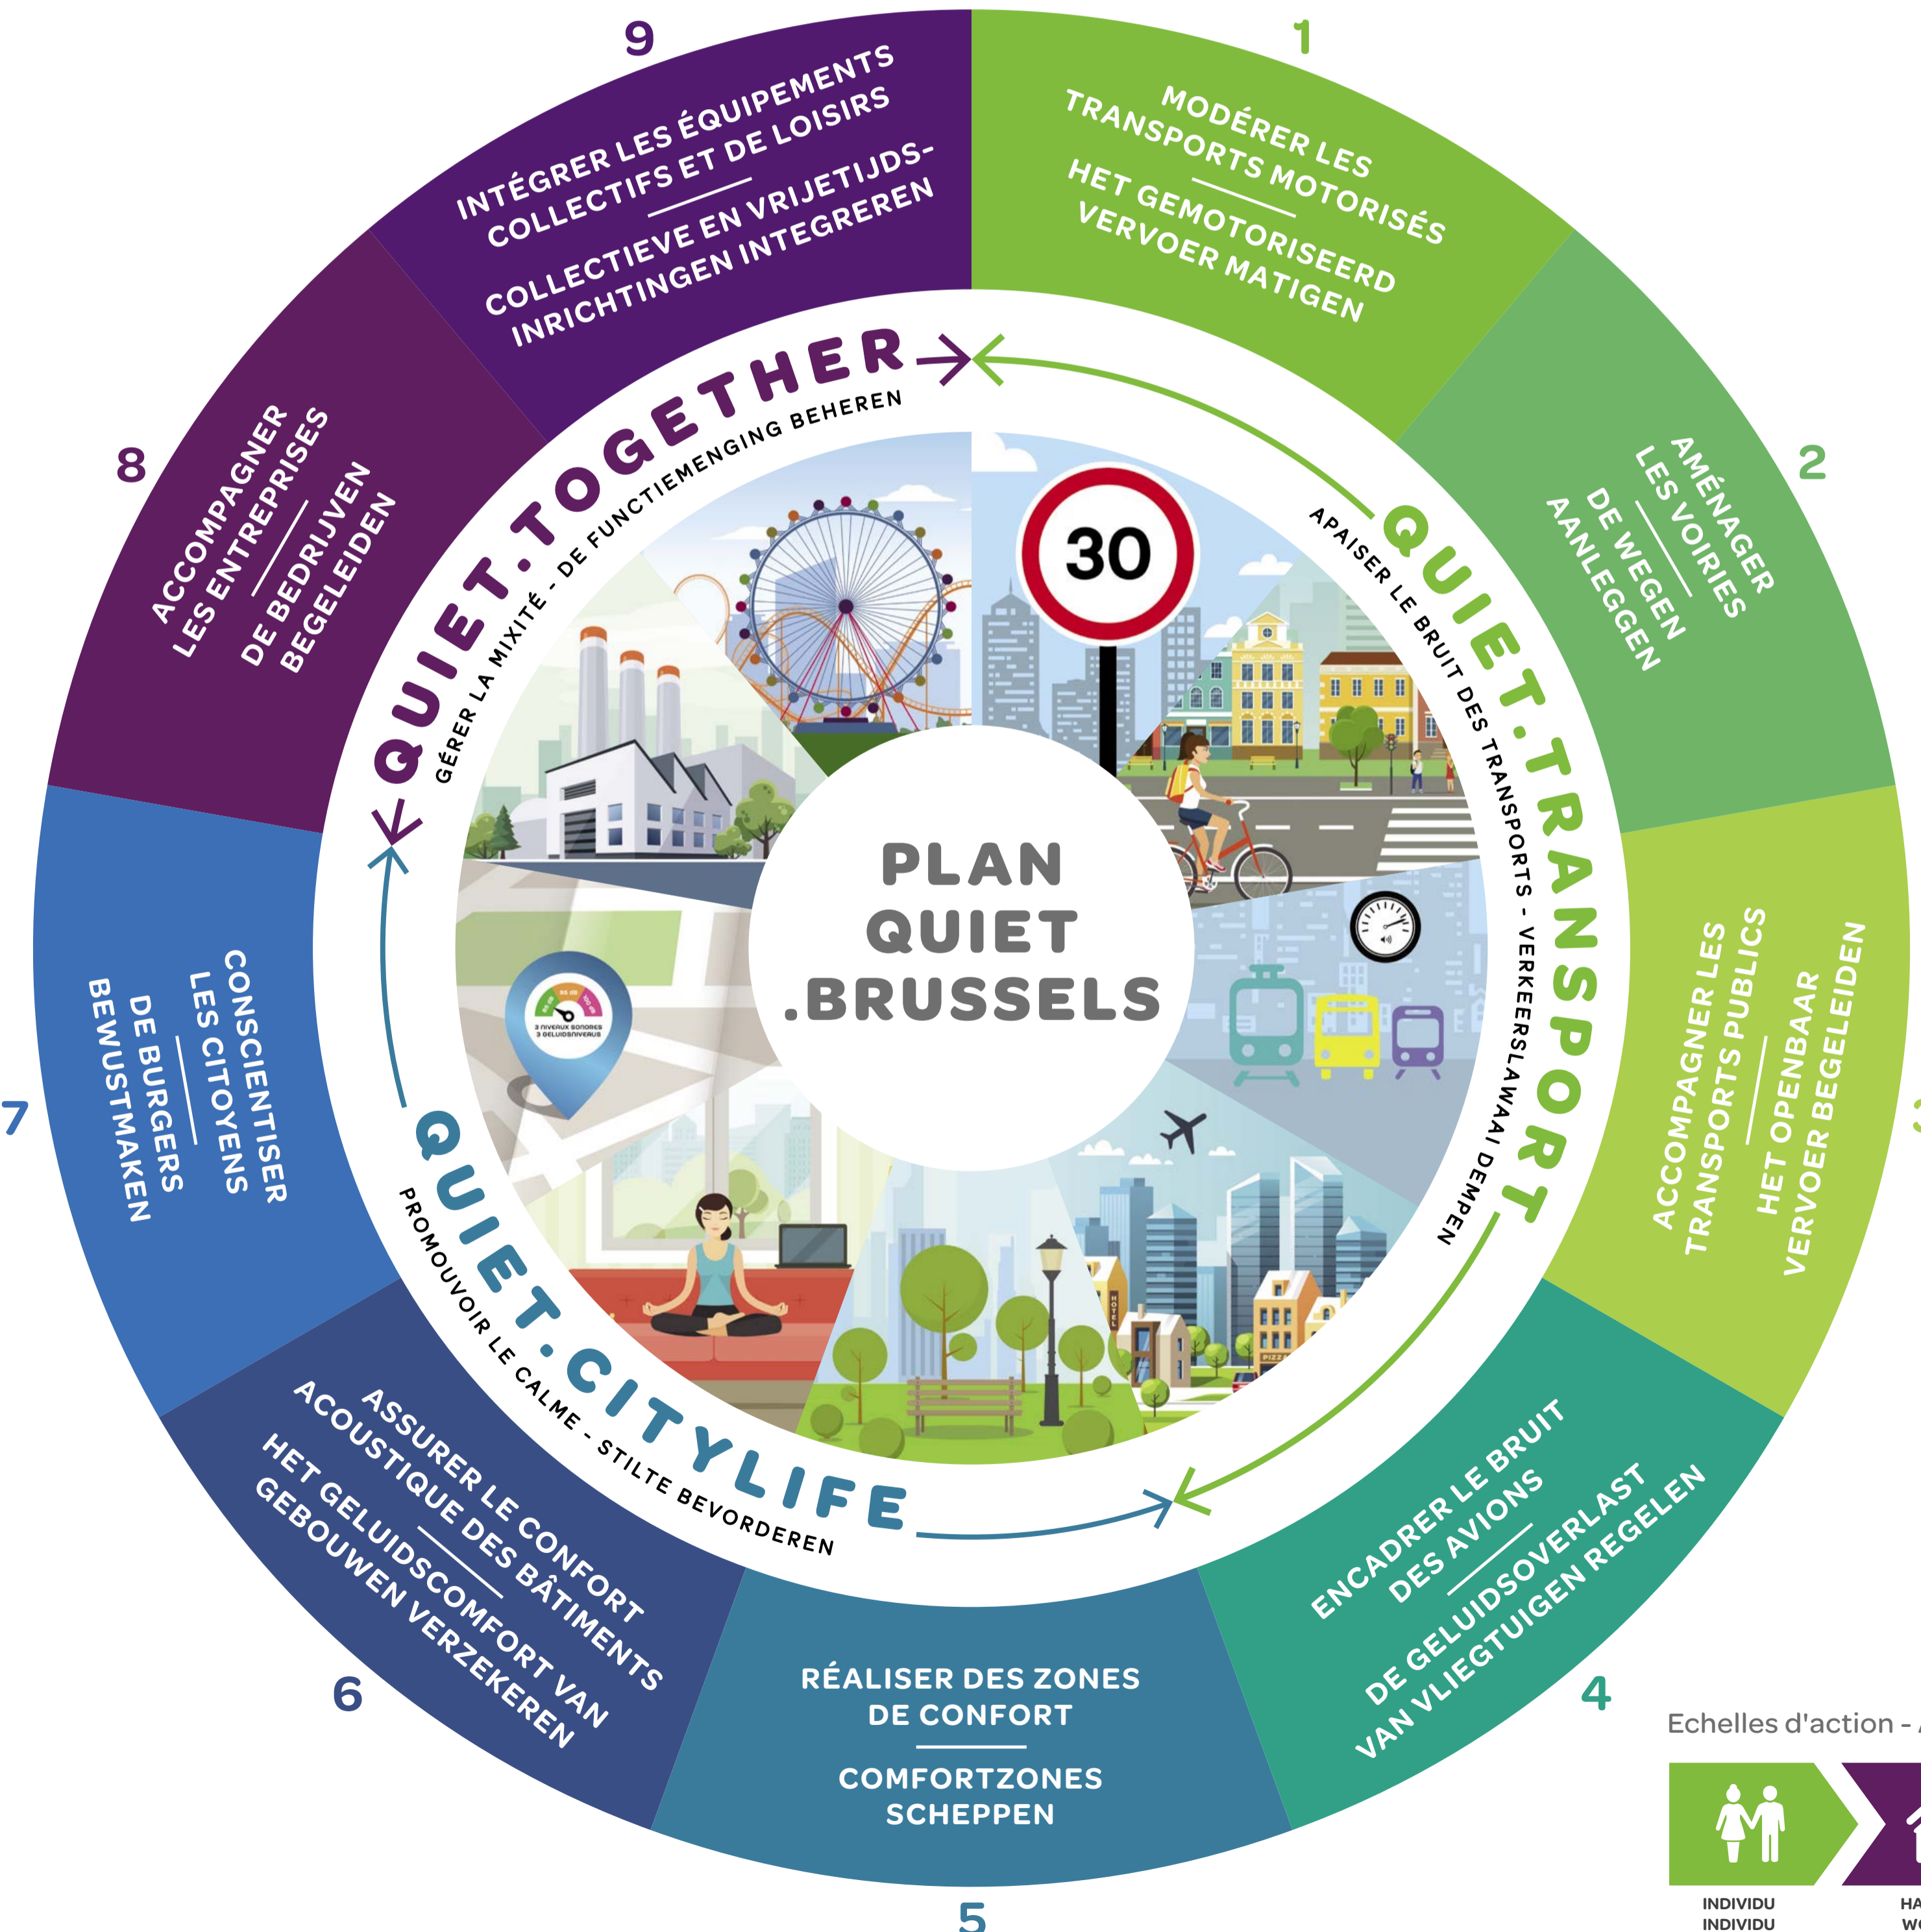 PLAN
QUIET
.BRUSSELS
1
MODÉRER LES
TRANSPORTS MOTORISÉS
HET GEMOTORISEERD
VERVOER MATIGEN
2
AMÉNAGER
LES VOIRIES
DE WEGEN
AANLEGGEN
ACCOMPAGNER LES
TRANSPORTS PUBLICS
HET OPENBAAR
VERVOER BEGELEIDEN
4
ENCADRER LE BRUIT
DES AVIONS
DE GELUIDSOVERLAST
VAN VLIEGTUIGEN REGELEN
5
RÉALISER DES ZONES
DE CONFORT
COMFORTZONES
SCHEPPEN
6
ASSURER LE CONFORT
ACOUSTIQUE DES BÂTIMENTS
HET GELUIDSCOMFORT VAN
GEBOUWEN VERZEKEREN
7
CONSCIENTISER
LES CITOYENS
DE BURGERS
BEWUSTMAKEN
8
ACCOMPAGNER
LES ENTREPRISES
DE BEDRIJVEN
BEGELEIDEN
9
INTÉGRER LES ÉQUIPEMENTS
COLLECTIFS ET DE LOISIRS
COLLECTIEVE EN VRIJETIJDS-
INRICHTINGEN INTEGREREN
QUIET.TRANSPORT
APAISER LE BRUIT DES TRANSPORTS - VERKEERSLAWAI DEMPEN
QUIET.CITYLIFE
PROMOUVOIR LE CALME - STILTE BEVORDEREN
QUIET.TOGETHER
GÉRER LA MIXITÉ - DE FUNCTIEMENGING BEHEREN
30
HOTEL
PIZZA
3 NIVEAUX SONORES
3 GELUIDSNIVEAUS
Echelles d'action -
INDIVIDU
INDIVIDU